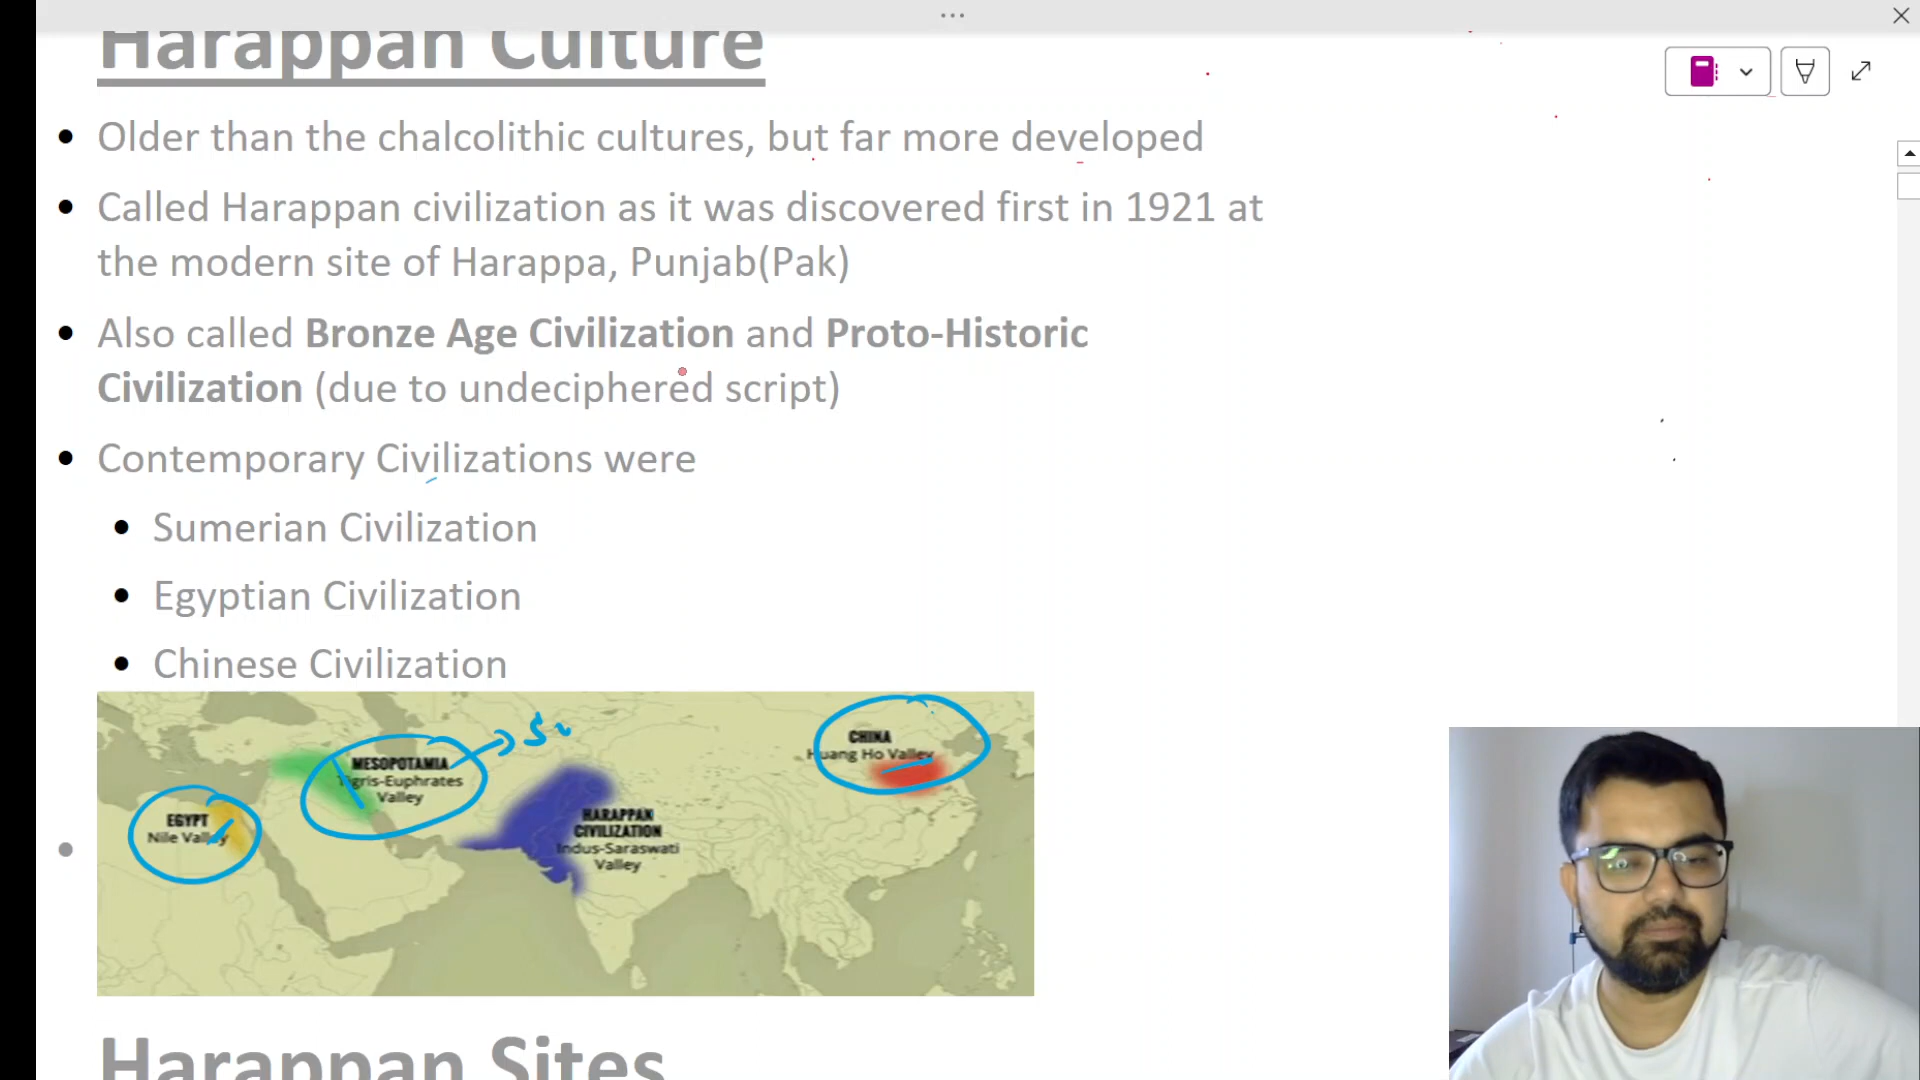 Harappan Culture
Older than the chalcolithic cultures, but far more developed
Called Harappan civilization as it was discovered first in 1921 at
the modern site of Harappa, Punjab(Pak)
Also called Bronze Age Civilization and Proto-Historic
Civilization (due to undeciphered script)
Contemporary Civilizations were
Sumerian Civilization
Egyptian Civilization
Chinese Civilization
CHINA
Huang Ho Valley
MESOPOTAMIA
Tigris-Euphrates
Valley
EGYPT
Nile Valley
HARAPPAN
CIVILIZATION
Indus-Saraswati
Valley
Harappan Sites